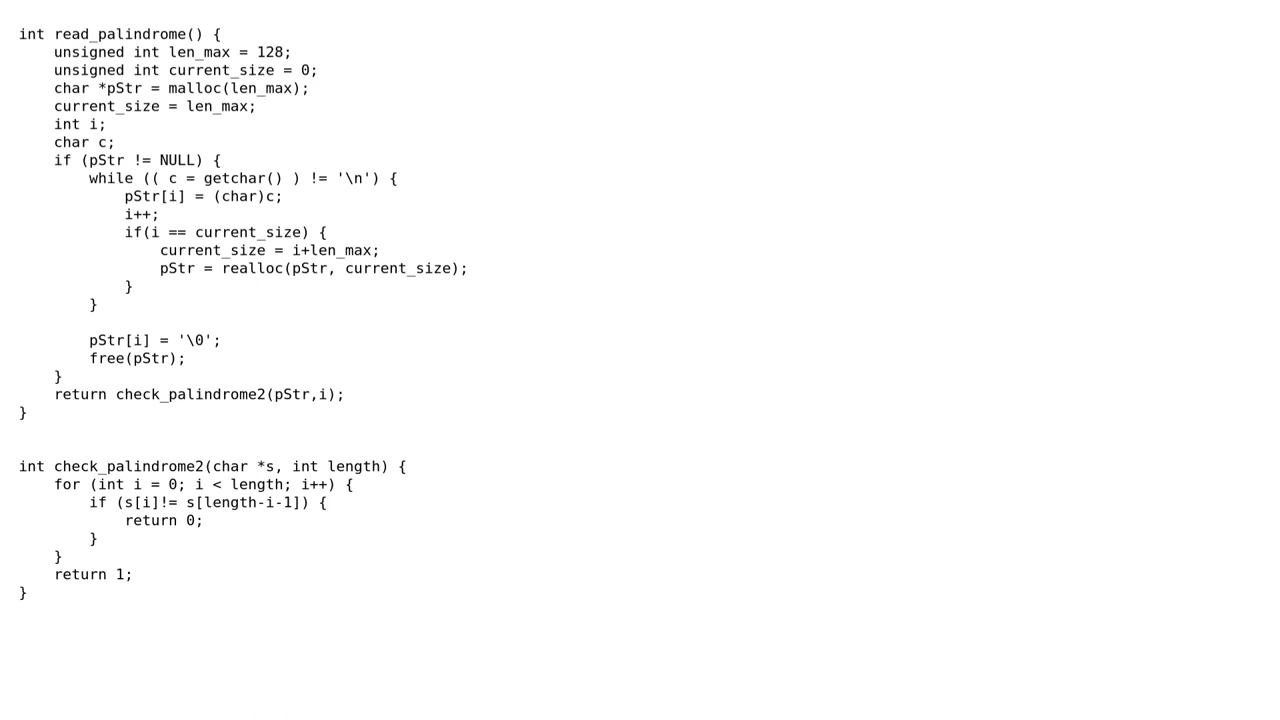 int read_palindrome() {
    unsigned int len_max = 128;
    unsigned int current_size = 0;
    char *pStr = malloc(len_max);
    current_size = len_max;
    int i;
    char c;
    if (pStr != NULL) {
        while (( c = getchar() ) != '\n') {
            pStr[i] = (char)c;
            i++;
            if(i == current_size) {
                current_size = i+len_max;
                pStr = realloc(pStr, current_size);
            }
        }

        pStr[i] = '\0';
        free(pStr);
    }
    return check_palindrome2(pStr,i);
}


int check_palindrome2(char *s, int length) {
    for (int i = 0; i < length; i++) {
        if (s[i]!= s[length-i-1]) {
            return 0;
        }
    }
    return 1;
}